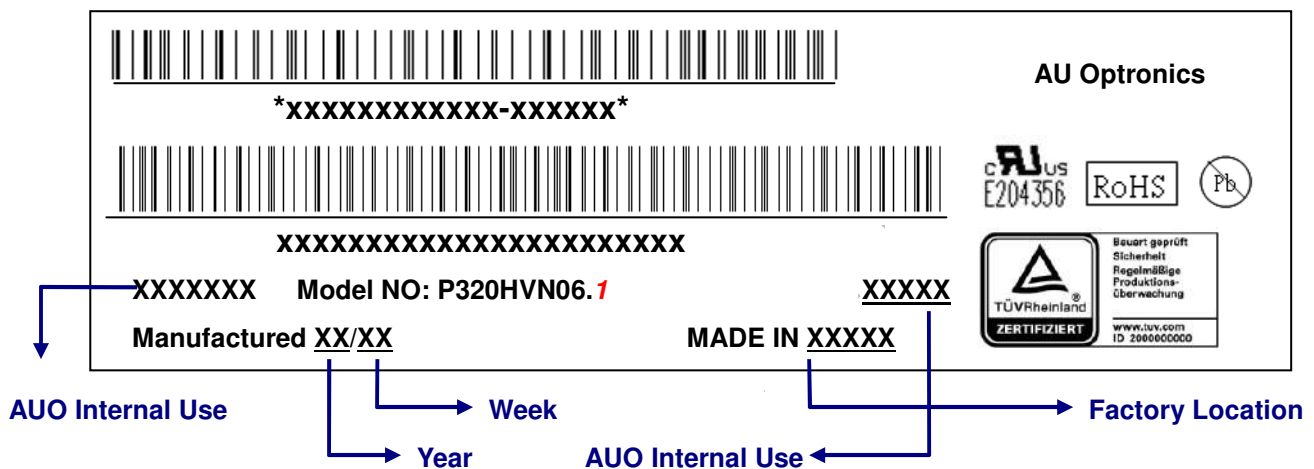 AU Optronics
*xxxxxxxxxxxx-xxxxxx*
c RU us
E204356
RoHS
Pb
xxxxxxxxxxxxxxxxxxxxxxx
Bauart geprüft
Sicherheit
Regelmäßige
Produktions-
überwachung
TÜVRheinland®
ZERTIFIZIERT
www.tuv.com
ID 2000000000
XXXXXXX Model NO: P320HVN06.1 XXXXX
Manufactured XX/XX MADE IN XXXXX
AUO Internal Use
Week
Factory Location
Year
AUO Internal Use